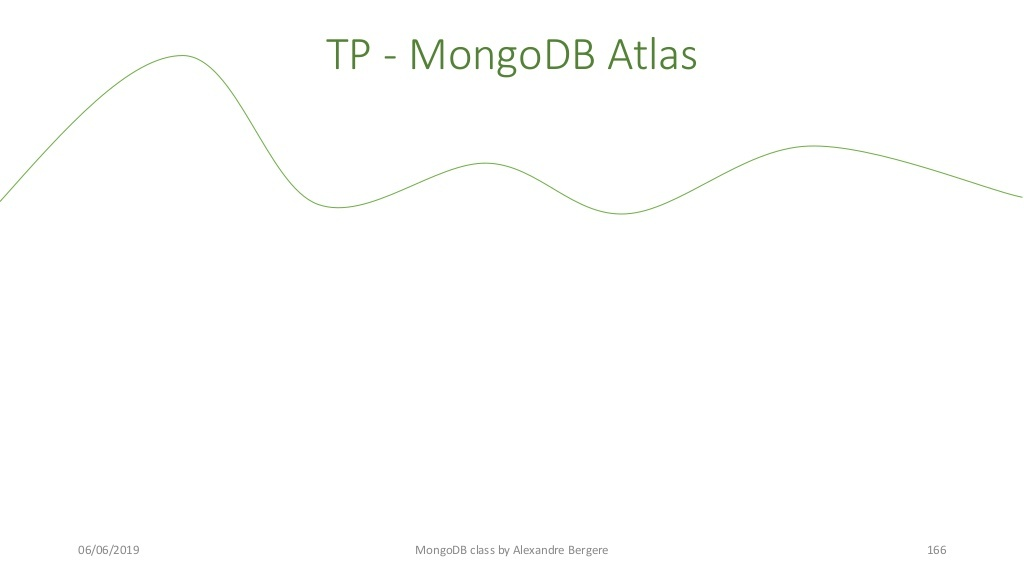 TP - MongoDB Atlas
06/06/2019
MongoDB class by Alexandre Bergere
166